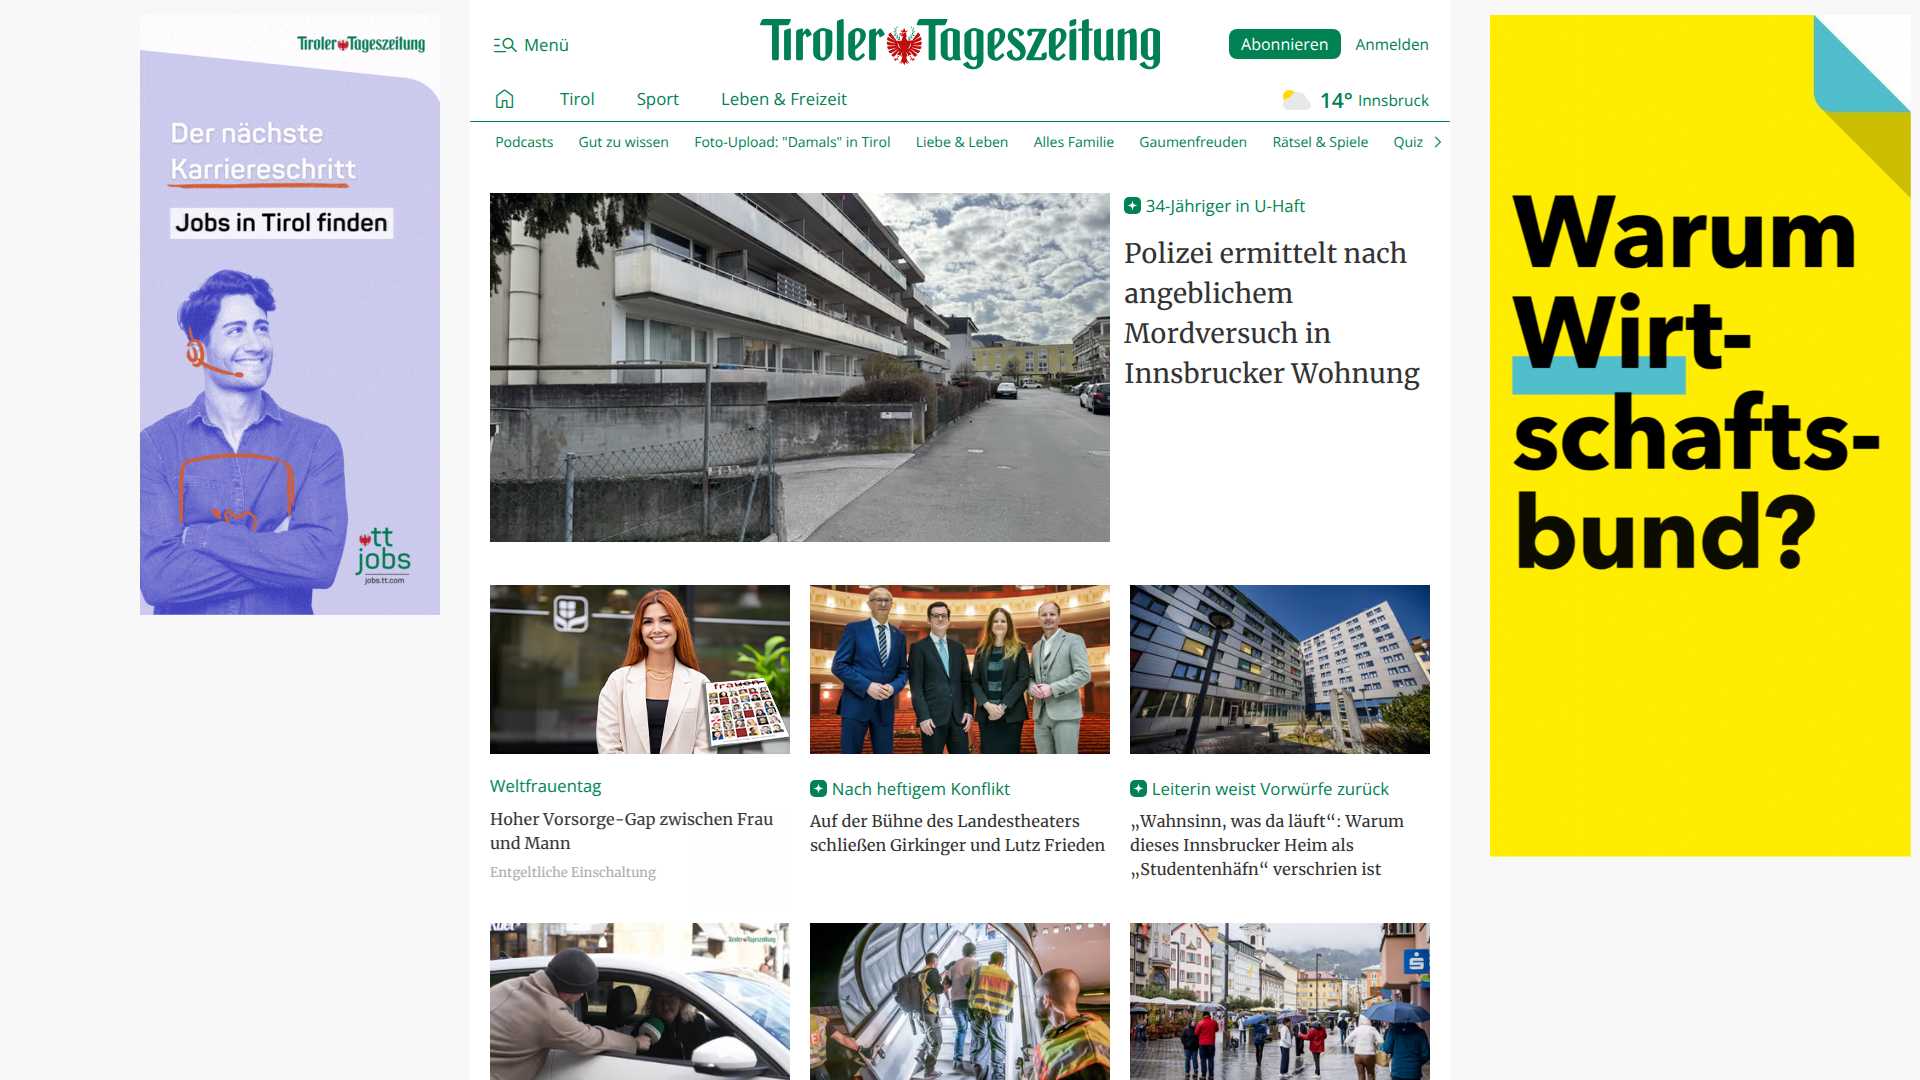 Tiroler Tageszeitung
Der nächste
Karriereschritt
Jobs in Tirol finden
tt
jobs
jobs.tt.com
Menü
Tiroler Tageszeitung
Abonnieren
Anmelden
Tirol
Sport
Leben & Freizeit
14° Innsbruck
Podcasts
Gut zu wissen
Foto-Upload: "Damals" in Tirol
Liebe & Leben
Alles Familie
Gaumenfreuden
Rätsel & Spiele
Quiz
34-Jähriger in U-Haft
Polizei ermittelt nach
angeblichem
Mordversuch in
Innsbrucker Wohnung
frauen
Weltfrauentag
Hoher Vorsorge-Gap zwischen Frau
und Mann
Entgeltliche Einschaltung
Nach heftigem Konflikt
Auf der Bühne des Landestheaters
schließen Girkinger und Lutz Frieden
Leiterin weist Vorwürfe zurück
„Wahnsinn, was da läuft“: Warum
dieses Innsbrucker Heim als
„Studentenhäfn“ verschrien ist
Tiroler Tageszeitung
S
Warum
Wirt-
schafts-
bund?